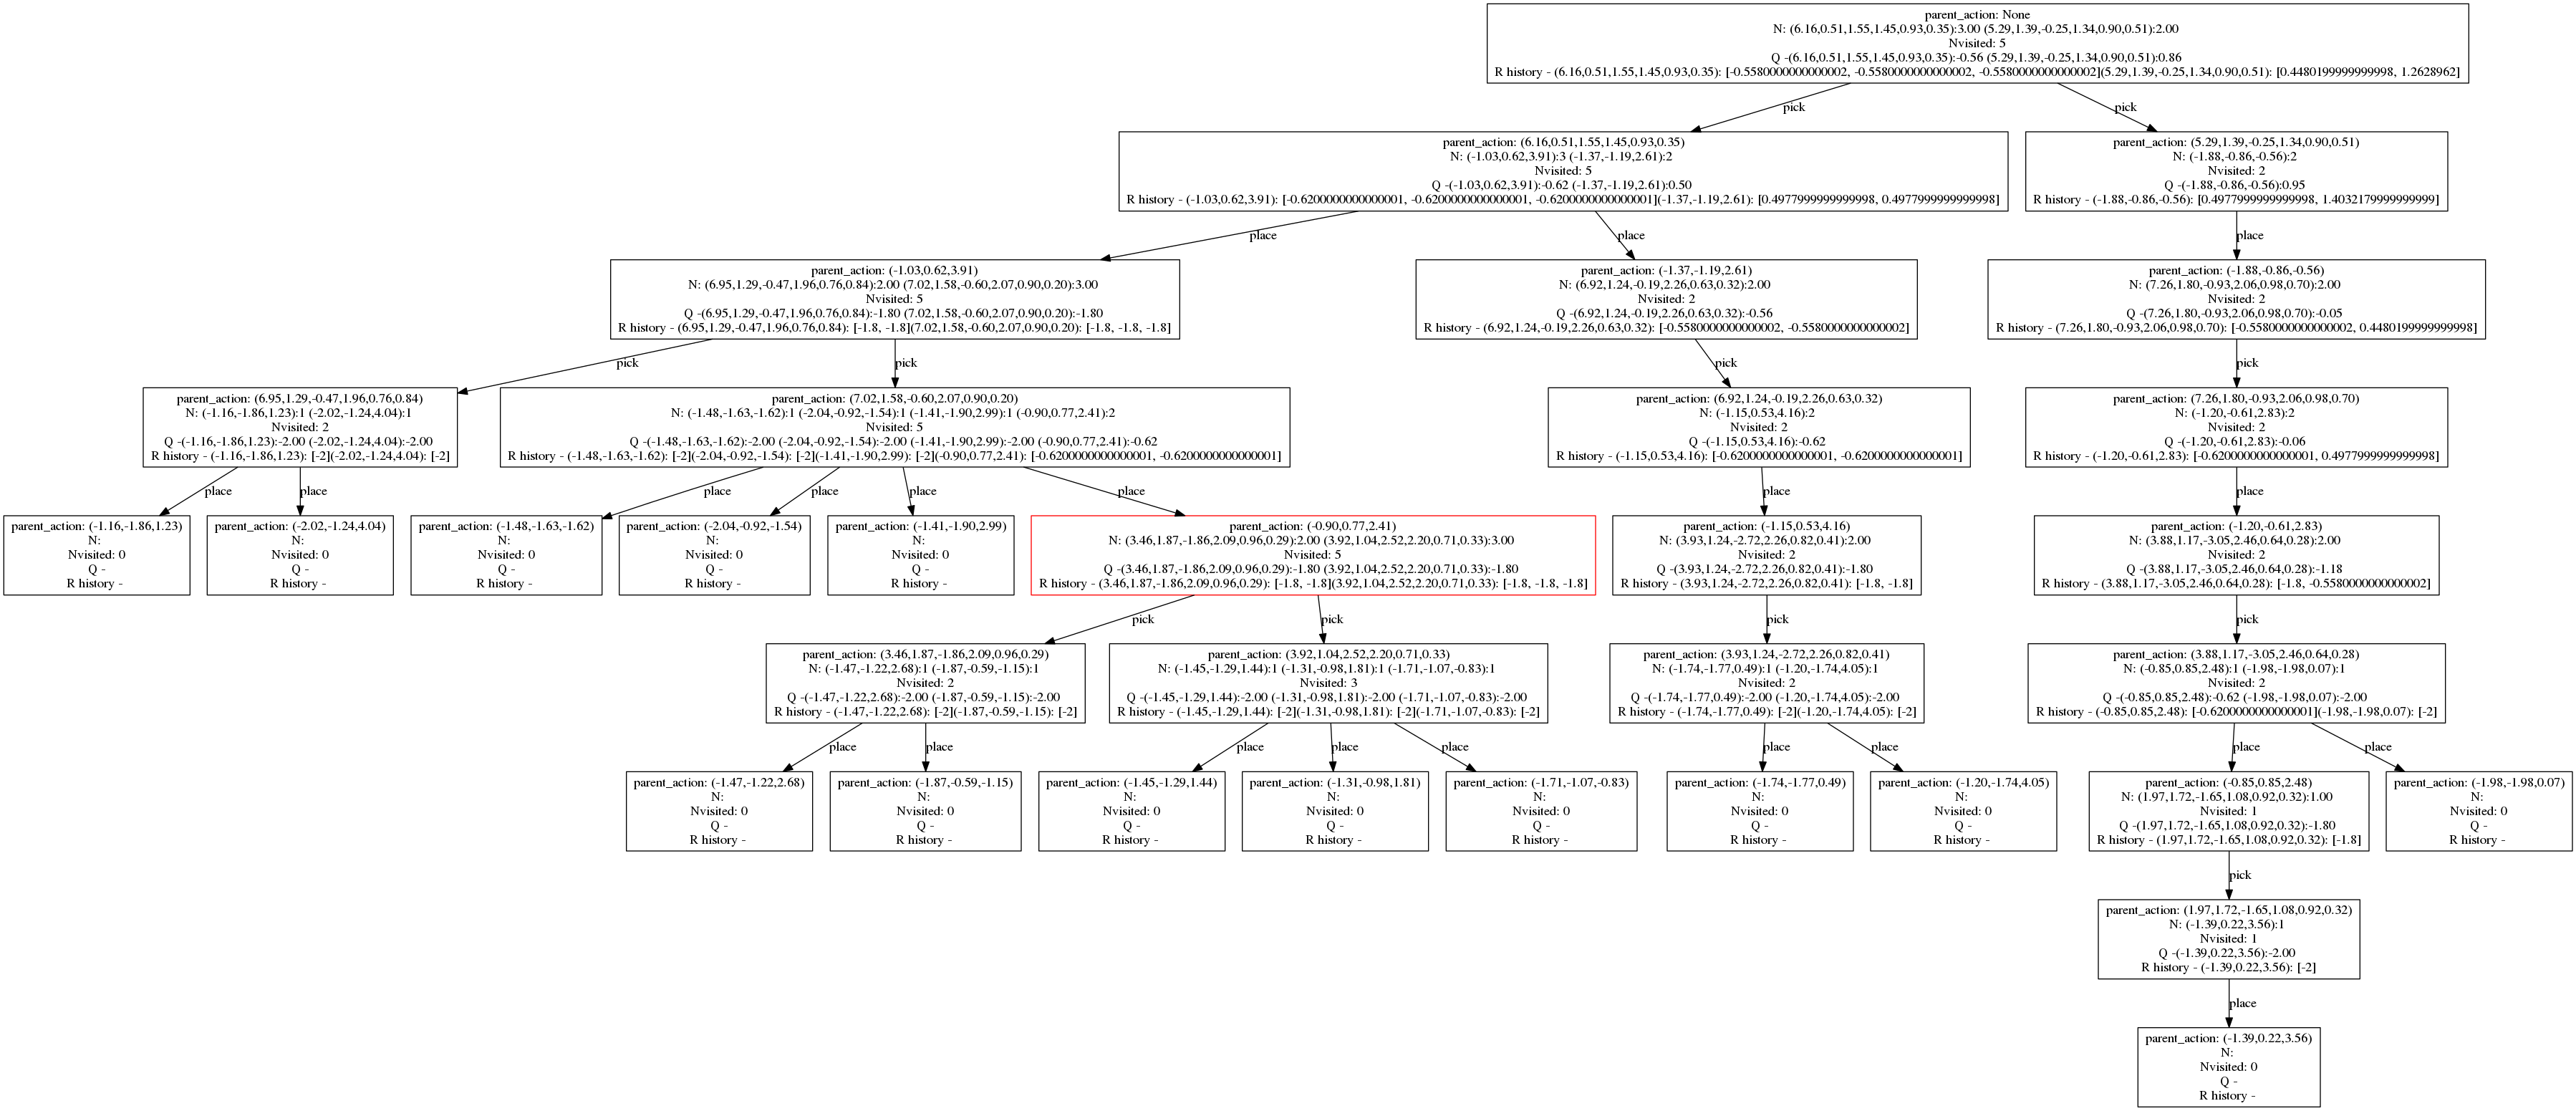 parent_action: None
N: (6.16,0.51,1.55,1.45,0.93,0.35):3.00 (5.29,1.39,-0.25,1.34,0.90,0.51):2.00
Nvisited: 5
Q -(6.16,0.51,1.55,1.45,0.93,0.35):-0.56 (5.29,1.39,-0.25,1.34,0.90,0.51):0.86
R history - (6.16,0.51,1.55,1.45,0.93,0.35): [-0.5580000000000002, -0.5580000000000002, -0.5580000000000002](5.29,1.39,-0.25,1.34,0.90,0.51): [0.4480199999999998, 1.2628962]
pick
pick
parent_action: (6.16,0.51,1.55,1.45,0.93,0.35)
N: (-1.03,0.62,3.91):3 (-1.37,-1.19,2.61):2
Nvisited: 5
Q -(-1.03,0.62,3.91):-0.62 (-1.37,-1.19,2.61):0.50
R history - (-1.03,0.62,3.91): [-0.6200000000000001, -0.6200000000000001, -0.6200000000000001](-1.37,-1.19,2.61): [0.4977999999999998, 0.4977999999999998]
parent_action: (5.29,1.39,-0.25,1.34,0.90,0.51)
N: (-1.88,-0.86,-0.56):2
Nvisited: 2
Q -(-1.88,-0.86,-0.56):0.95
R history - (-1.88,-0.86,-0.56): [0.4977999999999998, 1.4032179999999999]
place
place
place
parent_action: (-1.03,0.62,3.91)
N: (6.95,1.29,-0.47,1.96,0.76,0.84):2.00 (7.02,1.58,-0.60,2.07,0.90,0.20):3.00
Nvisited: 5
Q -(6.95,1.29,-0.47,1.96,0.76,0.84):-1.80 (7.02,1.58,-0.60,2.07,0.90,0.20):-1.80
R history - (6.95,1.29,-0.47,1.96,0.76,0.84): [-1.8, -1.8](7.02,1.58,-0.60,2.07,0.90,0.20): [-1.8, -1.8, -1.8]
parent_action: (-1.37,-1.19,2.61)
N: (6.92,1.24,-0.19,2.26,0.63,0.32):2.00
Nvisited: 2
Q -(6.92,1.24,-0.19,2.26,0.63,0.32):-0.56
R history - (6.92,1.24,-0.19,2.26,0.63,0.32): [-0.5580000000000002, -0.5580000000000002]
parent_action: (-1.88,-0.86,-0.56)
N: (7.26,1.80,-0.93,2.06,0.98,0.70):2.00
Nvisited: 2
Q -(7.26,1.80,-0.93,2.06,0.98,0.70):-0.05
R history - (7.26,1.80,-0.93,2.06,0.98,0.70): [-0.5580000000000002, 0.4480199999999998]
pick
pick
pick
pick
parent_action: (6.95,1.29,-0.47,1.96,0.76,0.84)
N: (-1.16,-1.86,1.23):1 (-2.02,-1.24,4.04):1
Nvisited: 2
Q -(-1.16,-1.86,1.23):-2.00 (-2.02,-1.24,4.04):-2.00
R history - (-1.16,-1.86,1.23): [-2](-2.02,-1.24,4.04): [-2]
parent_action: (7.02,1.58,-0.60,2.07,0.90,0.20)
N: (-1.48,-1.63,-1.62):1 (-2.04,-0.92,-1.54):1 (-1.41,-1.90,2.99):1 (-0.90,0.77,2.41):2
Nvisited: 5
Q -(-1.48,-1.63,-1.62):-2.00 (-2.04,-0.92,-1.54):-2.00 (-1.41,-1.90,2.99):-2.00 (-0.90,0.77,2.41):-0.62
R history - (-1.48,-1.63,-1.62): [-2](-2.04,-0.92,-1.54): [-2](-1.41,-1.90,2.99): [-2](-0.90,0.77,2.41): [-0.6200000000000001, -0.6200000000000001]
parent_action: (6.92,1.24,-0.19,2.26,0.63,0.32)
N: (-1.15,0.53,4.16):2
Nvisited: 2
Q -(-1.15,0.53,4.16):-0.62
R history - (-1.15,0.53,4.16): [-0.6200000000000001, -0.6200000000000001]
parent_action: (7.26,1.80,-0.93,2.06,0.98,0.70)
N: (-1.20,-0.61,2.83):2
Nvisited: 2
Q -(-1.20,-0.61,2.83):-0.06
R history - (-1.20,-0.61,2.83): [-0.6200000000000001, 0.4977999999999998]
place
place
place
place
place
place
place
place
parent_action: (-1.16,-1.86,1.23)
N:
Nvisited: 0
Q -
R history -
parent_action: (-2.02,-1.24,4.04)
N:
Nvisited: 0
Q -
R history -
parent_action: (-1.48,-1.63,-1.62)
N:
Nvisited: 0
Q -
R history -
parent_action: (-2.04,-0.92,-1.54)
N:
Nvisited: 0
Q -
R history -
parent_action: (-1.41,-1.90,2.99)
N:
Nvisited: 0
Q -
R history -
parent_action: (-0.90,0.77,2.41)
N: (3.46,1.87,-1.86,2.09,0.96,0.29):2.00 (3.92,1.04,2.52,2.20,0.71,0.33):3.00
Nvisited: 5
Q -(3.46,1.87,-1.86,2.09,0.96,0.29):-1.80 (3.92,1.04,2.52,2.20,0.71,0.33):-1.80
R history - (3.46,1.87,-1.86,2.09,0.96,0.29): [-1.8, -1.8](3.92,1.04,2.52,2.20,0.71,0.33): [-1.8, -1.8, -1.8]
parent_action: (-1.15,0.53,4.16)
N: (3.93,1.24,-2.72,2.26,0.82,0.41):2.00
Nvisited: 2
Q -(3.93,1.24,-2.72,2.26,0.82,0.41):-1.80
R history - (3.93,1.24,-2.72,2.26,0.82,0.41): [-1.8, -1.8]
parent_action: (-1.20,-0.61,2.83)
N: (3.88,1.17,-3.05,2.46,0.64,0.28):2.00
Nvisited: 2
Q -(3.88,1.17,-3.05,2.46,0.64,0.28):-1.18
R history - (3.88,1.17,-3.05,2.46,0.64,0.28): [-1.8, -0.5580000000000002]
pick
pick
pick
pick
parent_action: (3.46,1.87,-1.86,2.09,0.96,0.29)
N: (-1.47,-1.22,2.68):1 (-1.87,-0.59,-1.15):1
Nvisited: 2
Q -(-1.47,-1.22,2.68):-2.00 (-1.87,-0.59,-1.15):-2.00
R history - (-1.47,-1.22,2.68): [-2](-1.87,-0.59,-1.15): [-2]
parent_action: (3.92,1.04,2.52,2.20,0.71,0.33)
N: (-1.45,-1.29,1.44):1 (-1.31,-0.98,1.81):1 (-1.71,-1.07,-0.83):1
Nvisited: 3
Q -(-1.45,-1.29,1.44):-2.00 (-1.31,-0.98,1.81):-2.00 (-1.71,-1.07,-0.83):-2.00
R history - (-1.45,-1.29,1.44): [-2](-1.31,-0.98,1.81): [-2](-1.71,-1.07,-0.83): [-2]
parent_action: (3.93,1.24,-2.72,2.26,0.82,0.41)
N: (-1.74,-1.77,0.49):1 (-1.20,-1.74,4.05):1
Nvisited: 2
Q -(-1.74,-1.77,0.49):-2.00 (-1.20,-1.74,4.05):-2.00
R history - (-1.74,-1.77,0.49): [-2](-1.20,-1.74,4.05): [-2]
parent_action: (3.88,1.17,-3.05,2.46,0.64,0.28)
N: (-0.85,0.85,2.48):1 (-1.98,-1.98,0.07):1
Nvisited: 2
Q -(-0.85,0.85,2.48):-0.62 (-1.98,-1.98,0.07):-2.00
R history - (-0.85,0.85,2.48): [-0.6200000000000001](-1.98,-1.98,0.07): [-2]
place
place
place
place
place
place
place
place
place
parent_action: (-1.47,-1.22,2.68)
N:
Nvisited: 0
Q -
R history -
parent_action: (-1.87,-0.59,-1.15)
N:
Nvisited: 0
Q -
R history -
parent_action: (-1.45,-1.29,1.44)
N:
Nvisited: 0
Q -
R history -
parent_action: (-1.31,-0.98,1.81)
N:
Nvisited: 0
Q -
R history -
parent_action: (-1.71,-1.07,-0.83)
N:
Nvisited: 0
Q -
R history -
parent_action: (-1.74,-1.77,0.49)
N:
Nvisited: 0
Q -
R history -
parent_action: (-1.20,-1.74,4.05)
N:
Nvisited: 0
Q -
R history -
parent_action: (-0.85,0.85,2.48)
N: (1.97,1.72,-1.65,1.08,0.92,0.32):1.00
Nvisited: 1
Q -(1.97,1.72,-1.65,1.08,0.92,0.32):-1.80
R history - (1.97,1.72,-1.65,1.08,0.92,0.32): [-1.8]
parent_action: (-1.98,-1.98,0.07)
N:
Nvisited: 0
Q -
R history -
pick
parent_action: (1.97,1.72,-1.65,1.08,0.92,0.32)
N: (-1.39,0.22,3.56):1
Nvisited: 1
Q -(-1.39,0.22,3.56):-2.00
R history - (-1.39,0.22,3.56): [-2]
place
parent_action: (-1.39,0.22,3.56)
N:
Nvisited: 0
Q -
R history -